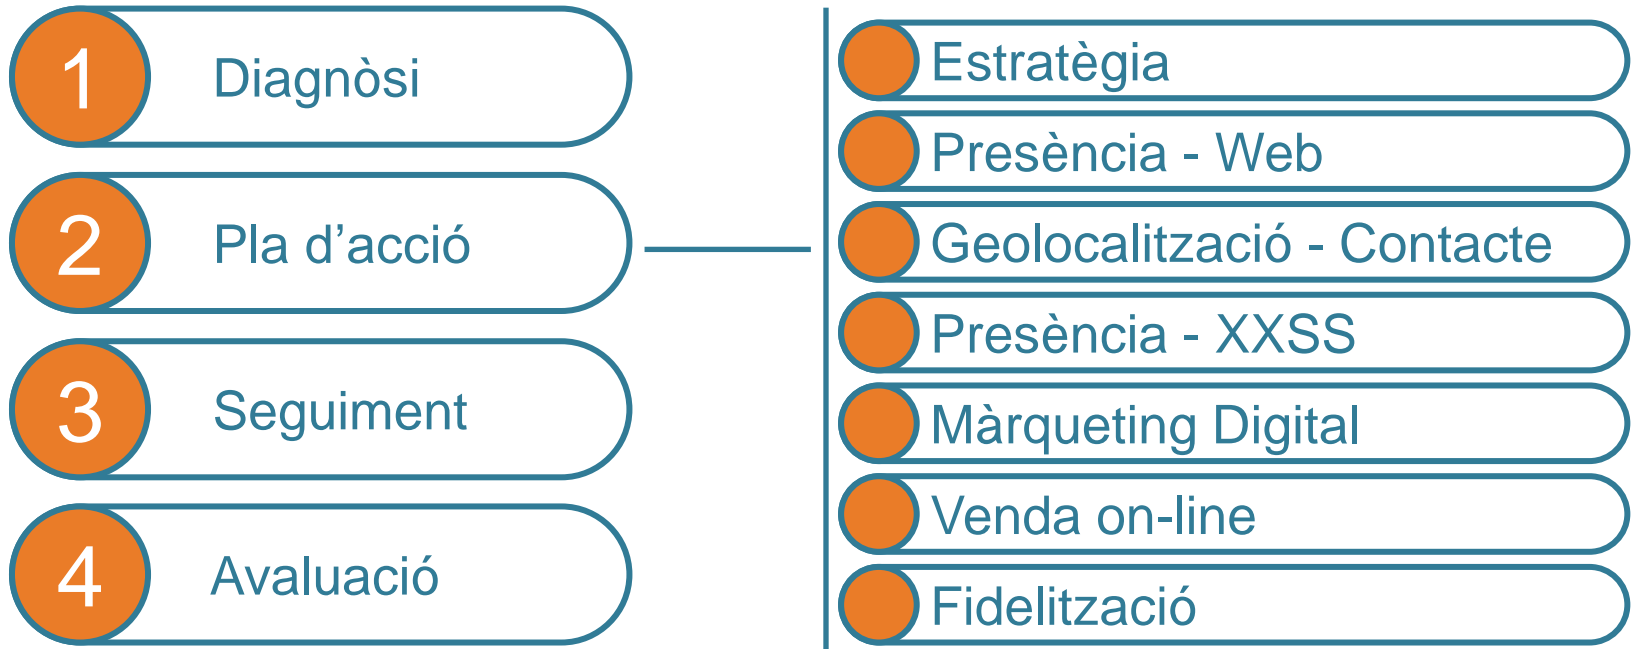 1 Diagnòsi
2 Pla d’acció
3 Seguiment
4 Avaluació
Estratègia
Presència - Web
Geolocalització - Contacte
Presència - XXSS
Màrqueting Digital
Venda on-line
Fidelització